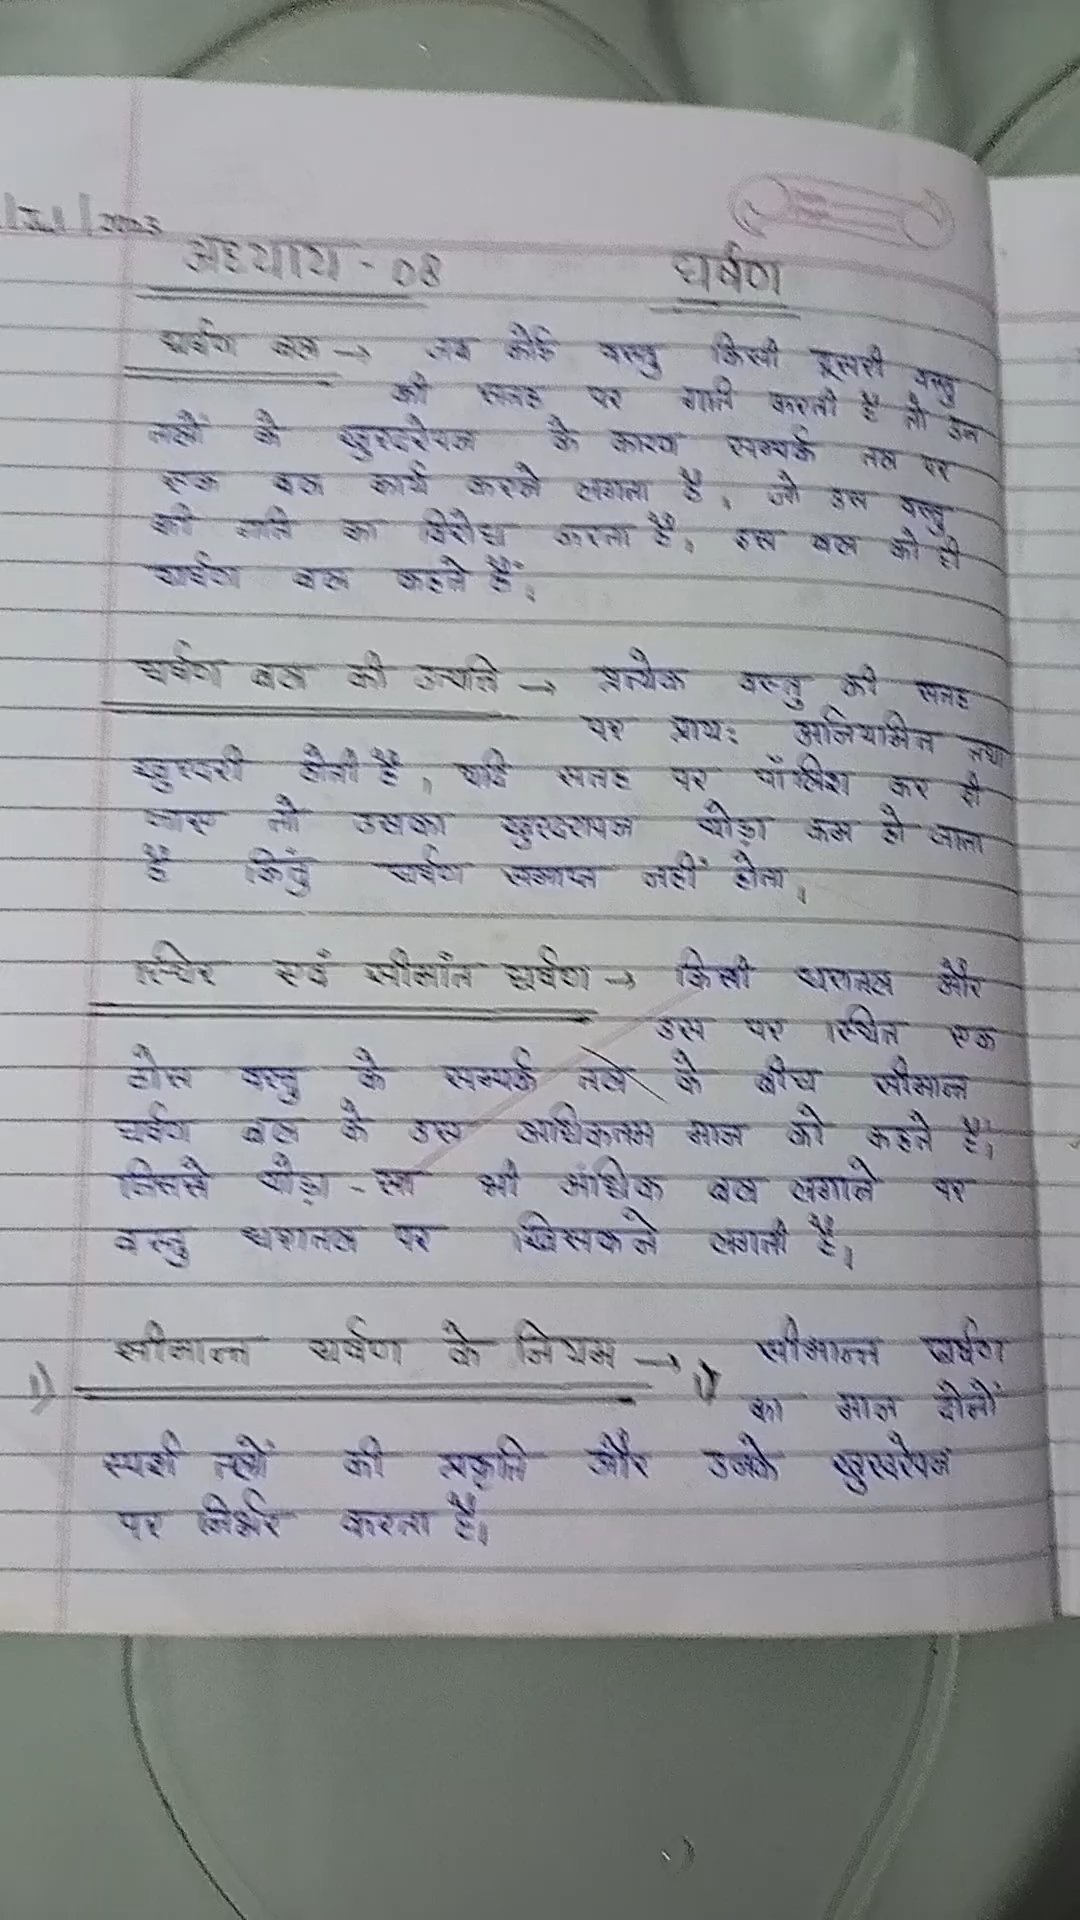 Jul 2023
अध्याय - 08 घर्षण
घर्षण बल → जब कोई वस्तु किसी दूसरी वस्तु
की सतह पर गति करती है तो उन
तलों के खुरदरेपन के कारण सम्पर्क तल पर
एक बल कार्य करने लगता है, जो उस वस्तु
की गति का विरोध करता है, इस बल को ही
घर्षण बल कहते हैं,
घर्षण बल की उत्पत्ति → प्रत्येक वस्तु की सतह
पर प्रायः अनियमित तथा
खुरदरी होती है, यदि सतह पर पॉलिश कर दी
जाए तो उसका खुरदरापन थोड़ा कम हो जाता
है किंतु घर्षण समाप्त नहीं होता,
स्थिर एवं सीमांत घर्षण → किसी धरातल और
उस पर स्थित एक
ठोस वस्तु के सम्पर्क तल के बीच सीमान्त
घर्षण बल के उस अधिकतम मान को कहते है,
जिससे थोड़ा - सा भी अधिक बल लगाने पर
वस्तु धरातल पर खिसकने लगती है,
1) सीमान्त घर्षण के नियम → 1) सीमान्त घर्षण
का मान दोनों
स्पर्श तलों की प्रकृति और उनके खुरदरेपन
पर निर्भर करता है,